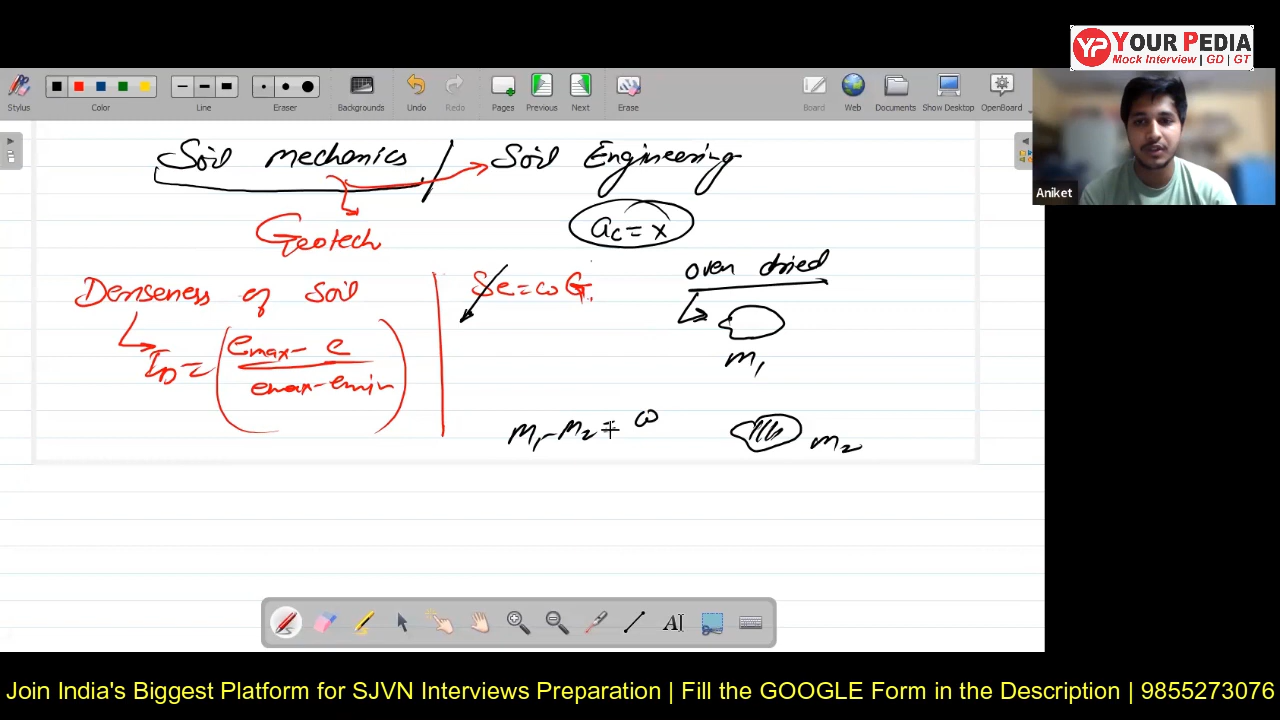 YP YOUR PEDIA
Mock Interview | GD | GT
Stylus
Color
Line
Eraser
Backgrounds
Undo
Redo
Pages
Previous
Next
Erase
Board
Web
Documents
Show Desktop
OpenBoard
Aniket
Soil mechanics / Soil Engineering
Geotech
ac = x
Denseness of Soil
Se = ω G.
oven dried
ID = (emax - e / emax - emin)
m1
m1 - m2 = ω
m2
AI
Join India's Biggest Platform for SJVN Interviews Preparation | Fill the GOOGLE Form in the Description | 9855273076